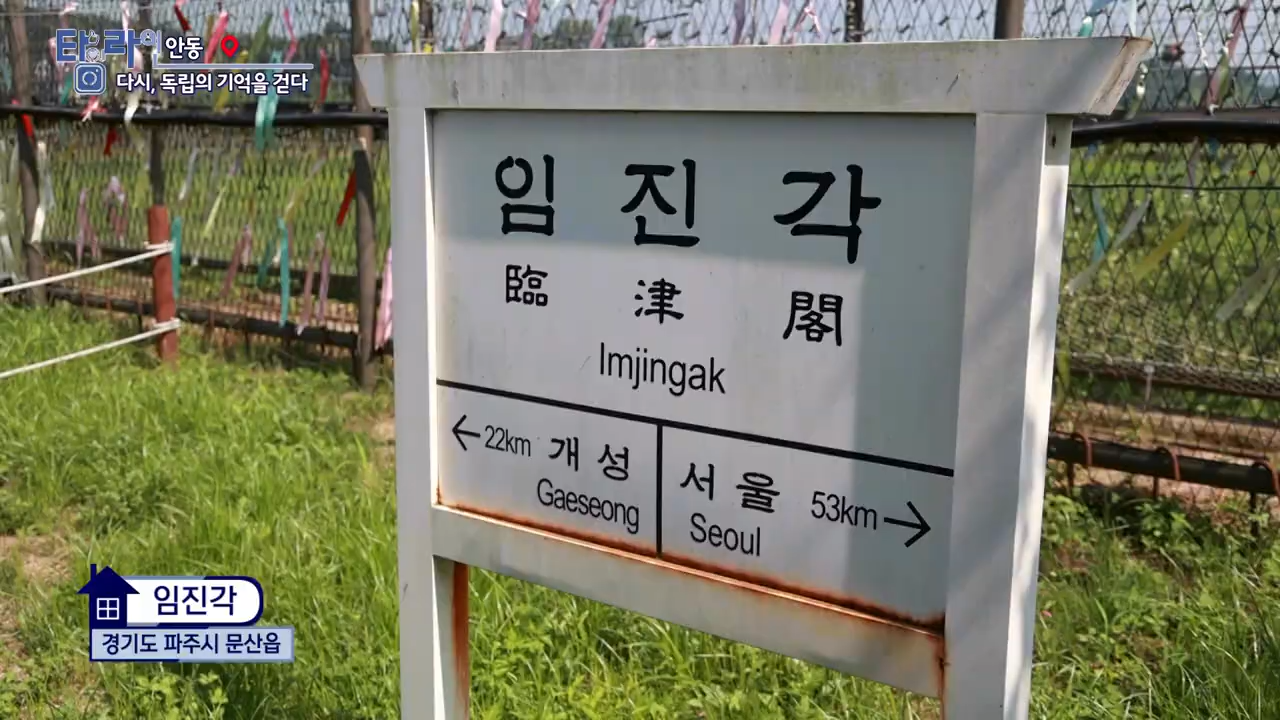 타와라이 안동
다시, 독립의 기억을 걷다
임진각
臨津閣
Imjingak
←22km 개성
Gaeseong
서울 53km→
Seoul
임진각
경기도 파주시 문산읍